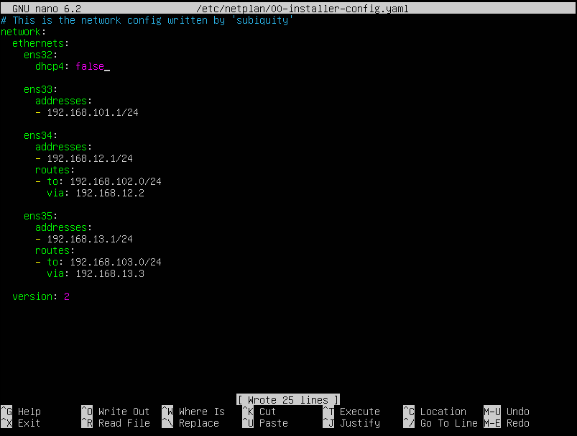 GNU nano 6.2 /etc/netplan/00-installer-config.yaml
# This is the network config written by 'subiquity'
network:
  ethernets:
    ens32:
      dhcp4: false_

    ens33:
      addresses:
      - 192.168.101.1/24

    ens34:
      addresses:
      - 192.168.12.1/24
      routes:
      - to: 192.168.102.0/24
        via: 192.168.12.2

    ens35:
      addresses:
      - 192.168.13.1/24
      routes:
      - to: 192.168.103.0/24
        via: 192.168.13.3

  version: 2
[ Wrote 25 lines ]
^G Help ^O Write Out ^W Where Is ^K Cut ^T Execute ^C Location M-U Undo
^X Exit ^R Read File ^\ Replace ^U Paste ^J Justify ^/ Go To Line M-E Redo